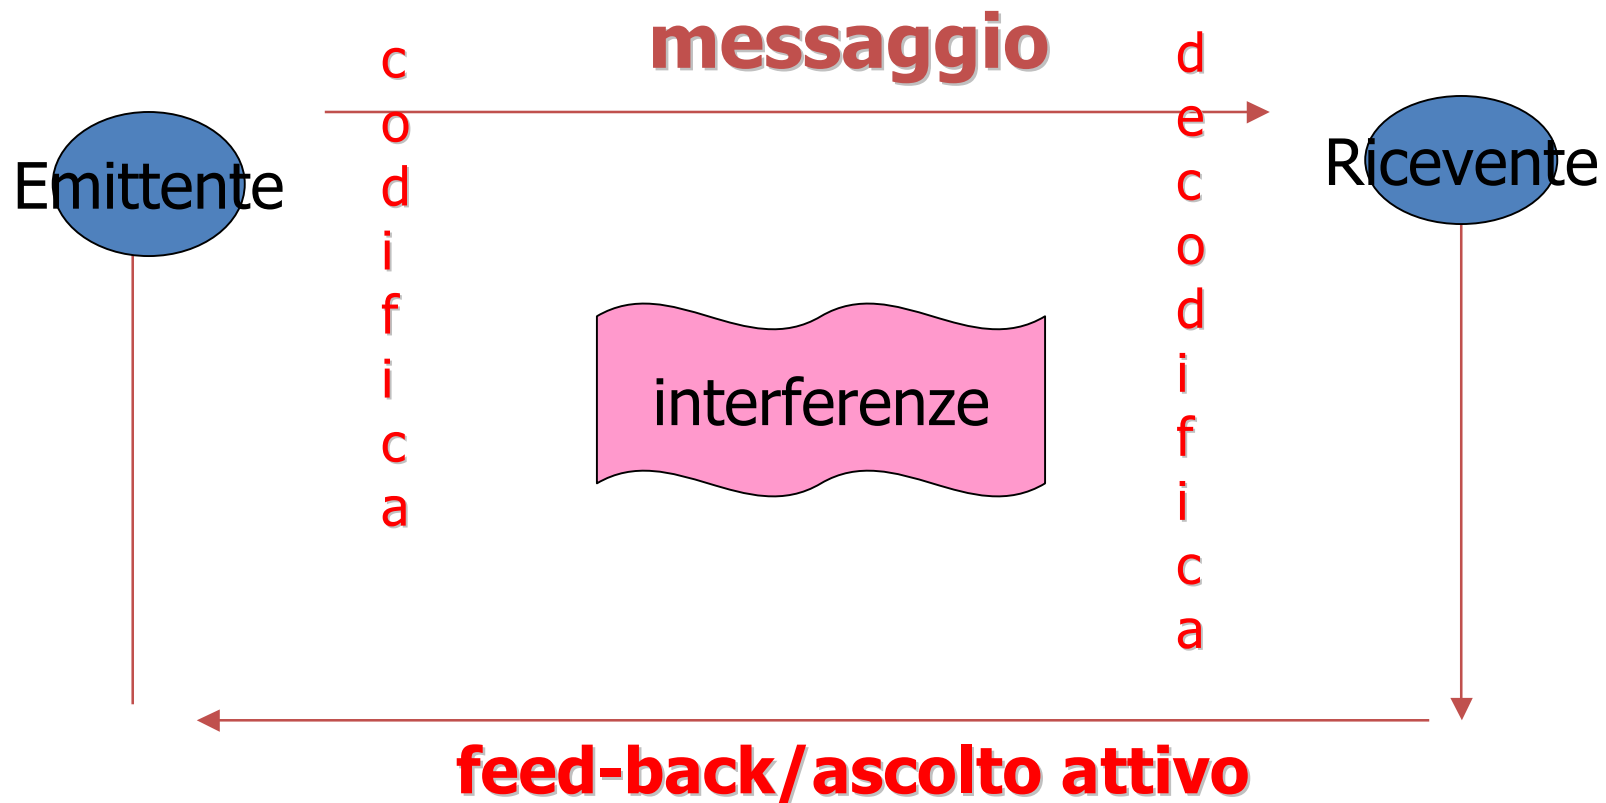 messaggio
codifica
decodifica
Emittente
Ricevente
interferenze
feed-back/ascolto attivo